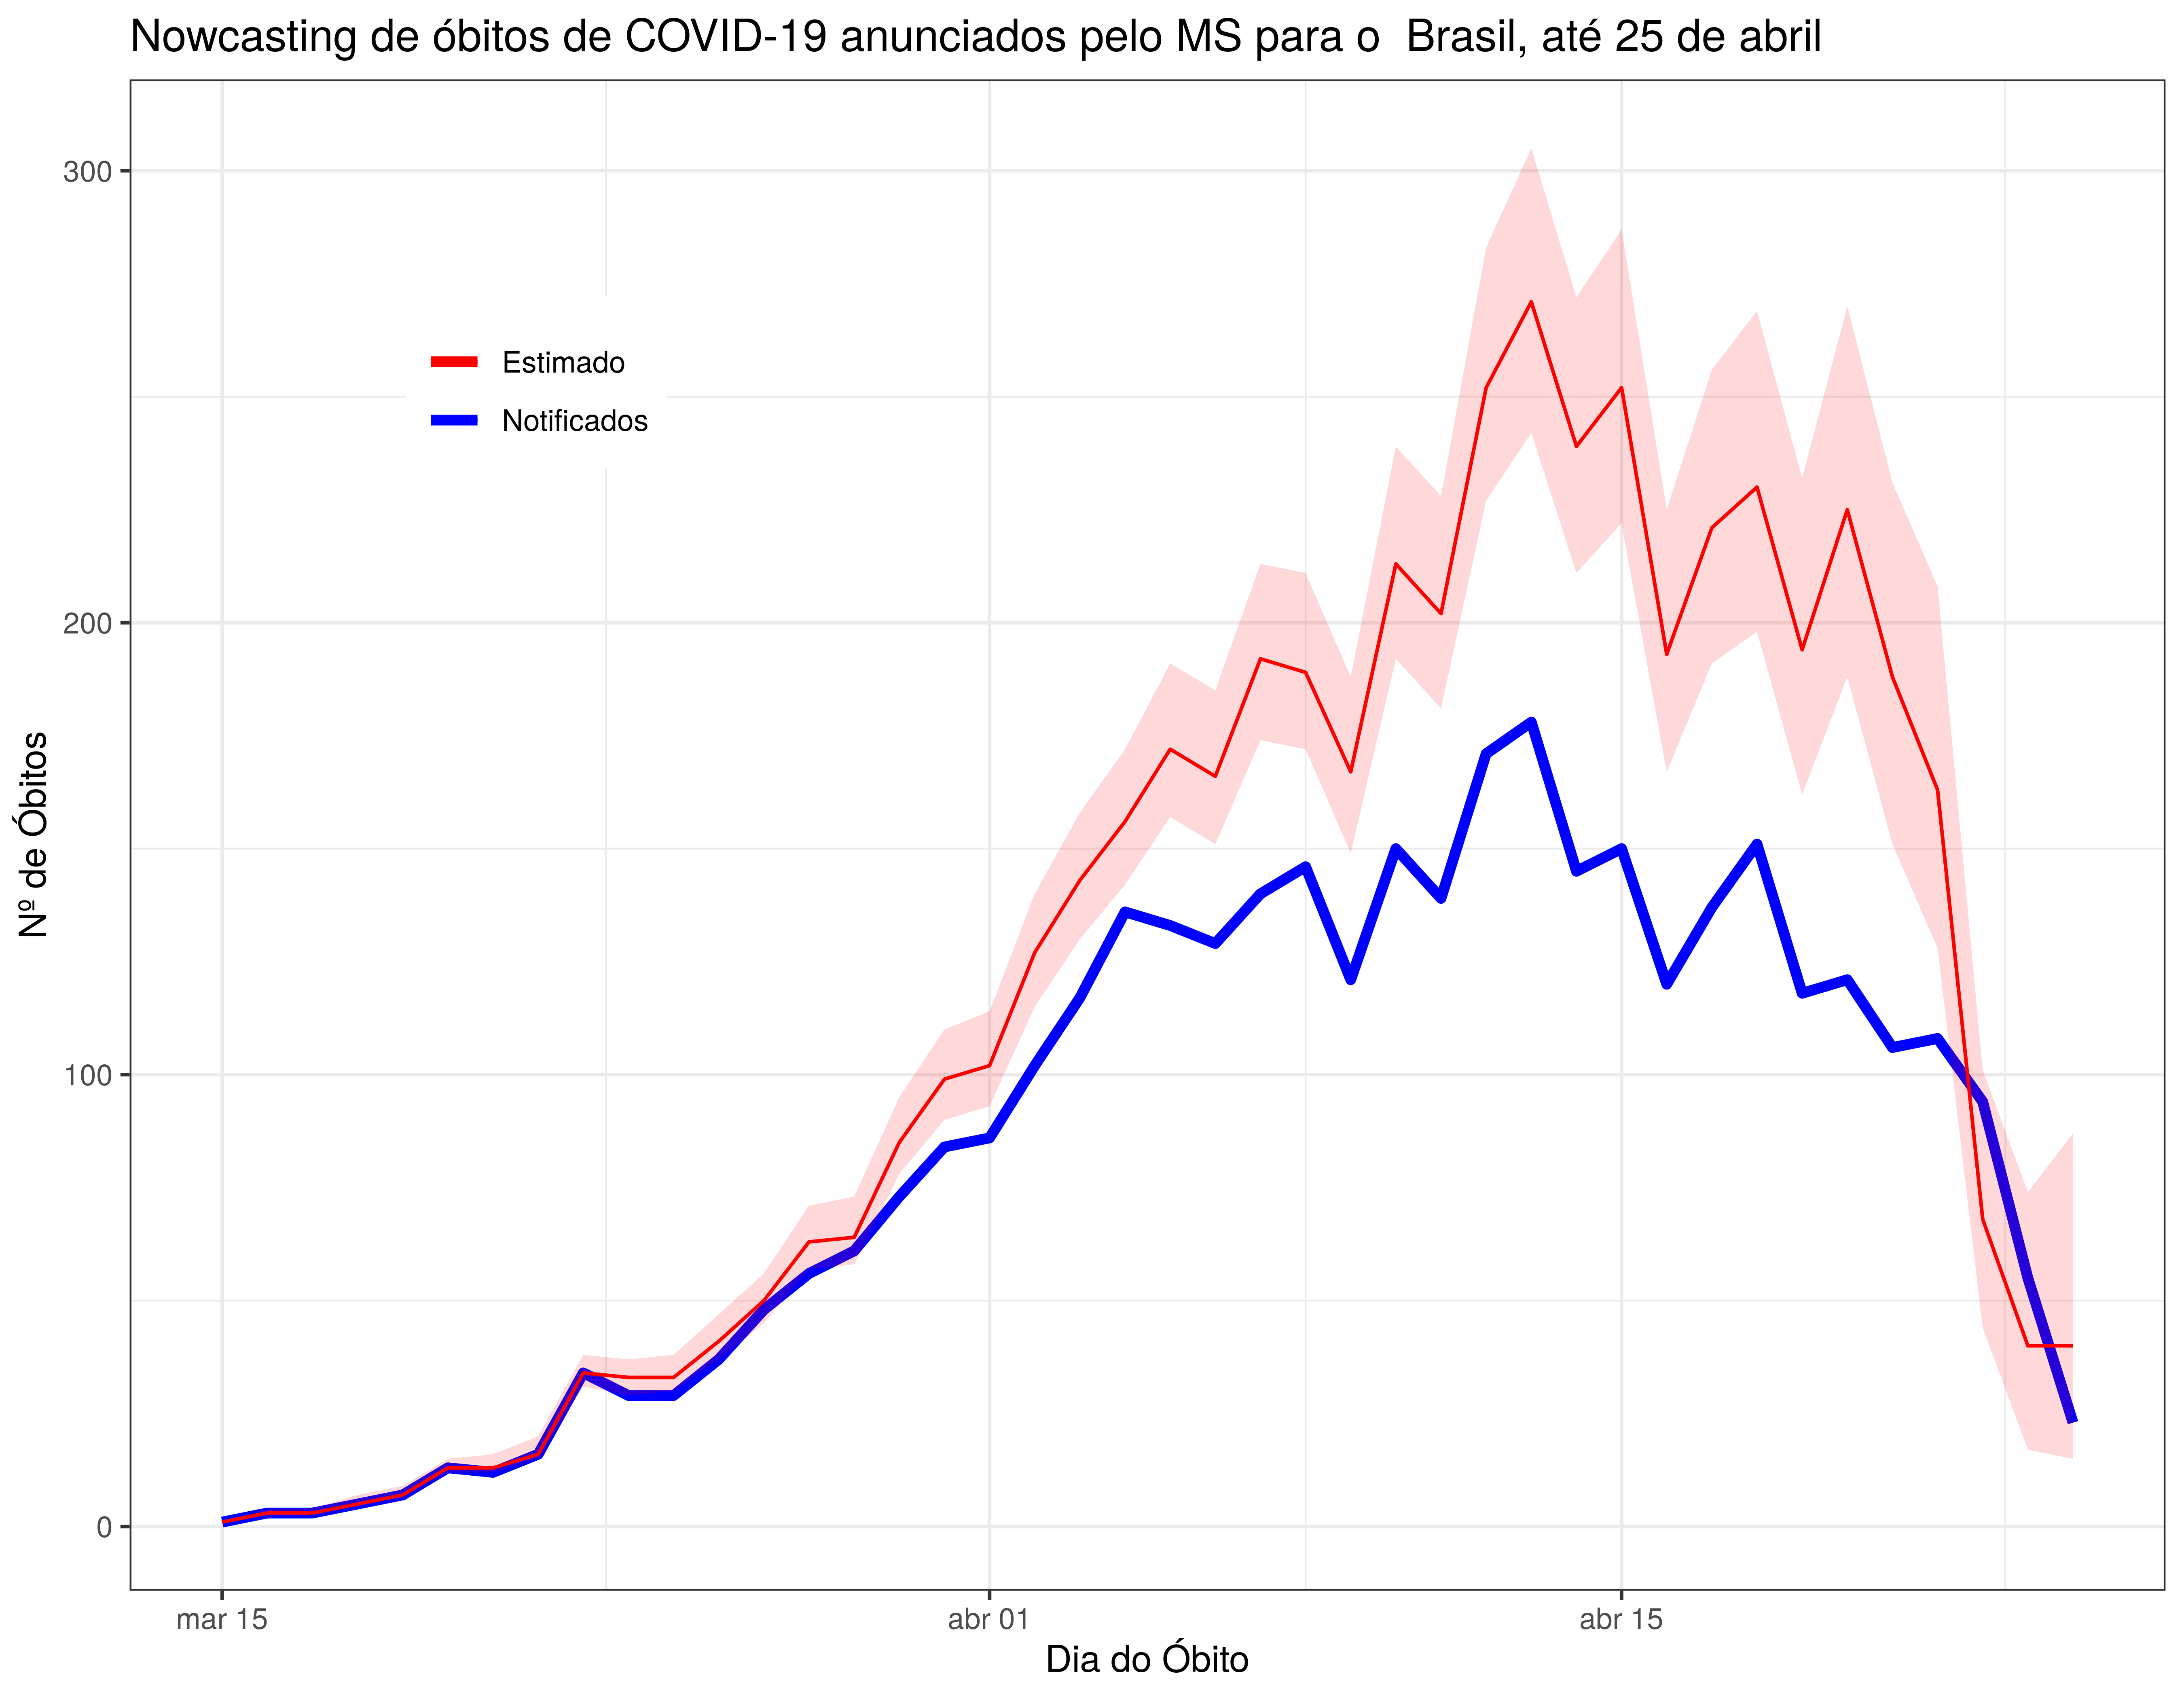 Nowcasting de óbitos de COVID-19 anunciados pelo MS para o  Brasil, até 25 de abril
300
Estimado
Notificados
200
Nº de Óbitos
100
0
mar 15
abr 01
abr 15
Dia do Óbito